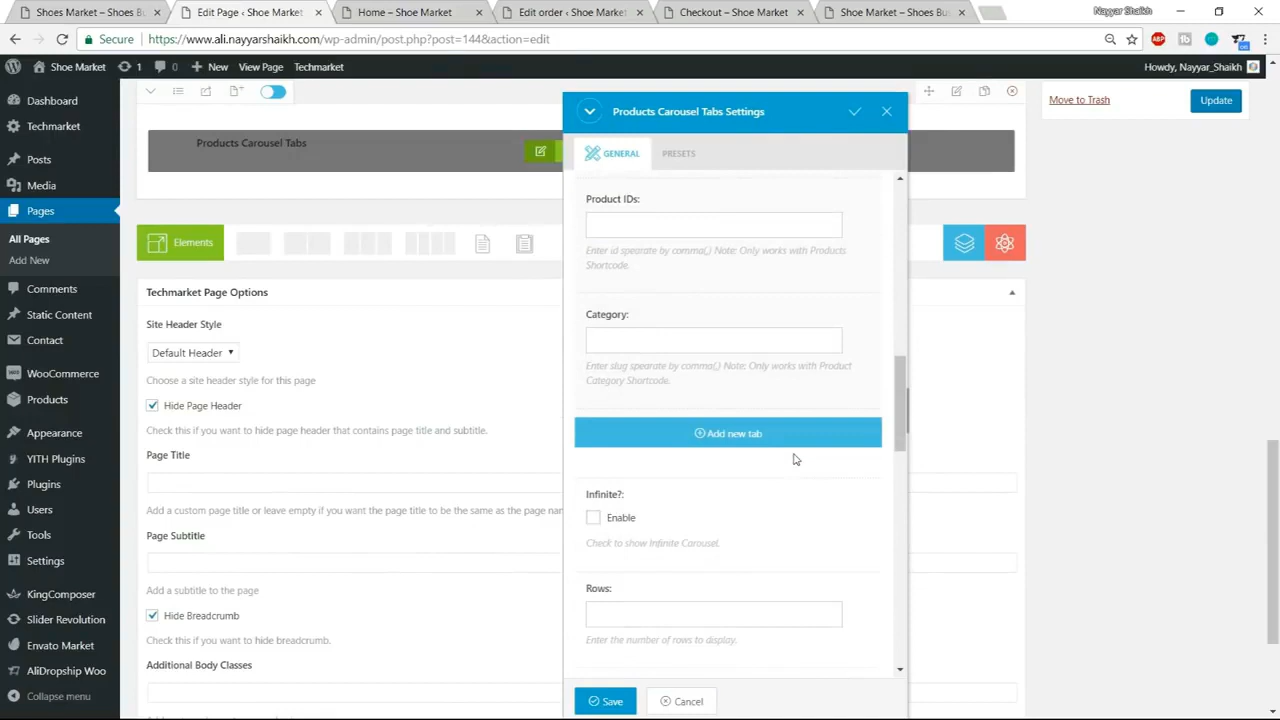 Shoes Market – Shoes Bu
Edit Page ‹ Shoe Market
Home – Shoe Market
Edit order ‹ Shoe Market
Checkout – Shoe Market
Shoe Market – Shoes Bu
Nayyar Shaikh
Secure
https://www.ali.nayyarshaikh.com/wp-admin/post.php?post=144&action=edit
Shoe Market
1
New
View Page
Techmarket
Howdy, Nayyar_Shaikh
Dashboard
Techmarket
Posts
Media
Pages
All Pages
Add New
Comments
Static Content
Contact
WooCommerce
Products
Appearance
YITH Plugins
Plugins
Users
Tools
Settings
KingComposer
Slider Revolution
Envato Market
AliDropship Woo
Collapse menu
Products Carousel Tabs
Elements
Techmarket Page Options
Site Header Style
Default Header
Choose a site header style for this page
Hide Page Header
Check this if you want to hide page header that contains page title and subtitle.
Page Title
Add a custom page title or leave empty if you want the page title to be the same as the page nam
Page Subtitle
Add a subtitle to the page
Hide Breadcrumb
Check this if you want to hide breadcrumb.
Additional Body Classes
Products Carousel Tabs Settings
GENERAL
PRESETS
Product IDs:
Enter id spearate by comma(,) Note: Only works with Products
Shortcode.
Category:
Enter slug spearate by comma(,) Note: Only works with Product
Category Shortcode.
Add new tab
Infinite?:
Enable
Check to show Infinite Carousel.
Rows:
Enter the number of rows to display.
Save
Cancel
Move to Trash
Update